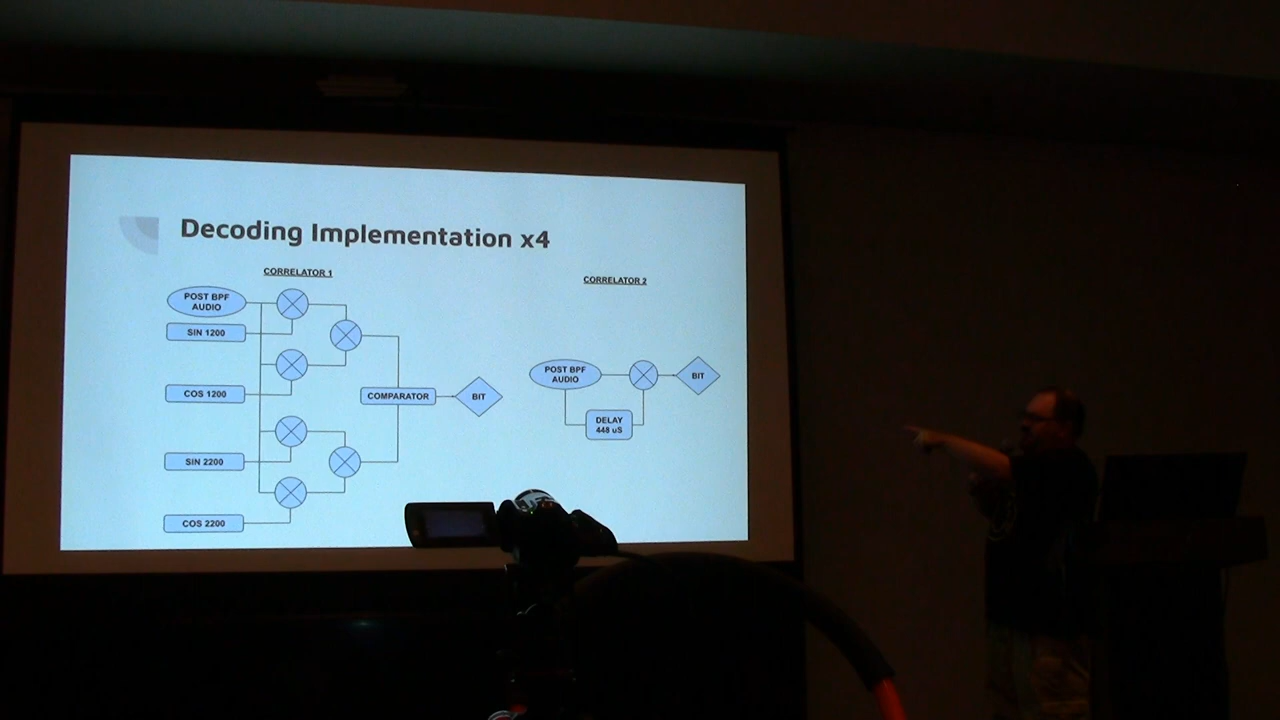 Decoding Implementation x4
CORRELATOR 1
POST BPF
AUDIO
SIN 1200
COS 1200
SIN 2200
COS 2200
COMPARATOR
BIT
CORRELATOR 2
POST BPF
AUDIO
DELAY
448 uS
BIT